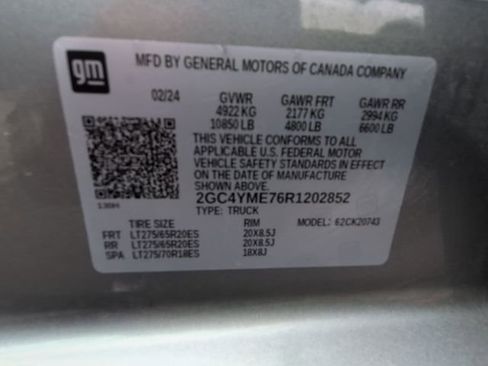 gm
MFD BY GENERAL MOTORS OF CANADA COMPANY
02/24 GVWR GAWR FRT GAWR RR
4922 KG 2177 KG 2994 KG
10850 LB 4800 LB 6600 LB
THIS VEHICLE CONFORMS TO ALL
APPLICABLE U.S. FEDERAL MOTOR
VEHICLE SAFETY STANDARDS IN EFFECT
ON THE DATE OF MANUFACTURE
2GC4YME76R1202852
TYPE: TRUCK MODEL: 62CK20743
TIRE SIZE RIM
FRT LT275/65R20ES 20X8.5J
RR LT275/65R20ES 20X8.5J
SPA LT275/70R18ES 18X8J